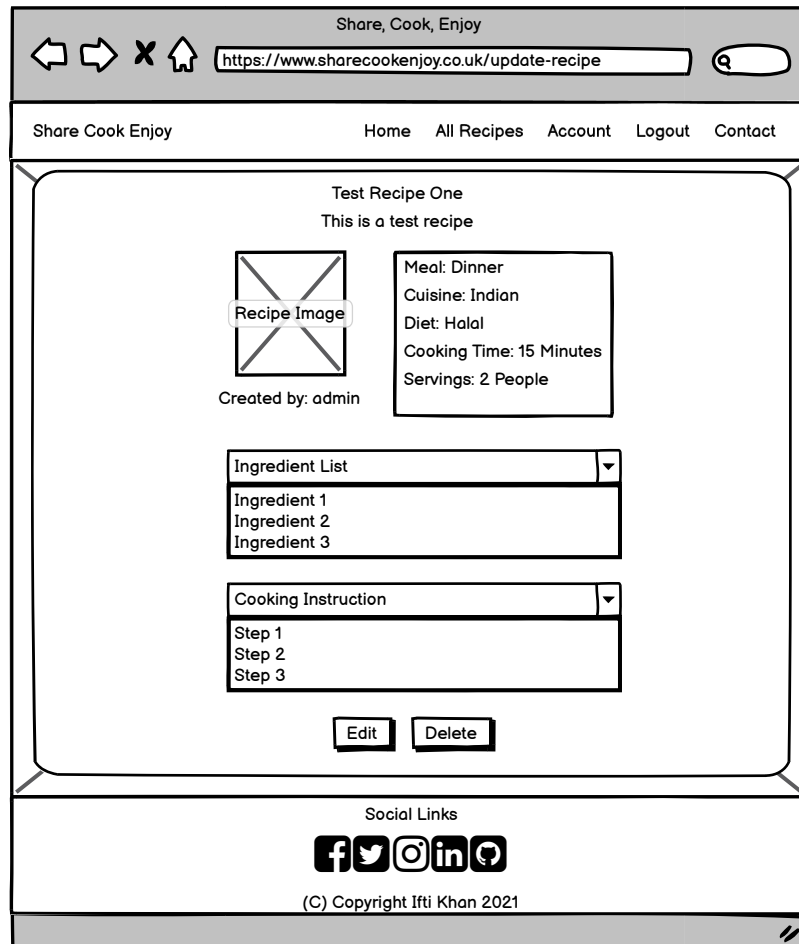 Share, Cook, Enjoy
https://www.sharecookenjoy.co.uk/update-recipe
Share Cook Enjoy
Home
All Recipes
Account
Logout
Contact
Test Recipe One
This is a test recipe
Recipe Image
Created by: admin
Meal: Dinner
Cuisine: Indian
Diet: Halal
Cooking Time: 15 Minutes
Servings: 2 People
Ingredient List
Ingredient 1
Ingredient 2
Ingredient 3
Cooking Instruction
Step 1
Step 2
Step 3
Edit
Delete
Social Links
(C) Copyright Ifti Khan 2021